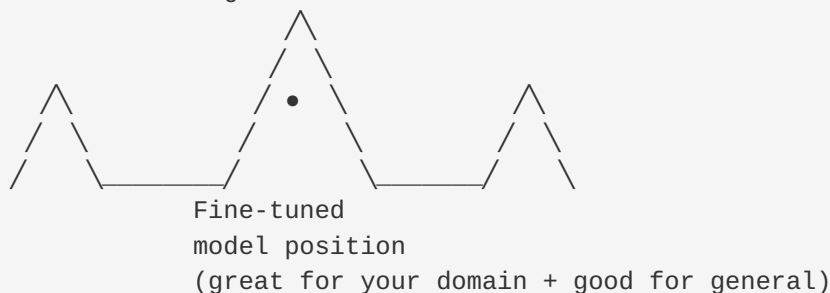 Fine-tuned
model position
(great for your domain + good for general)